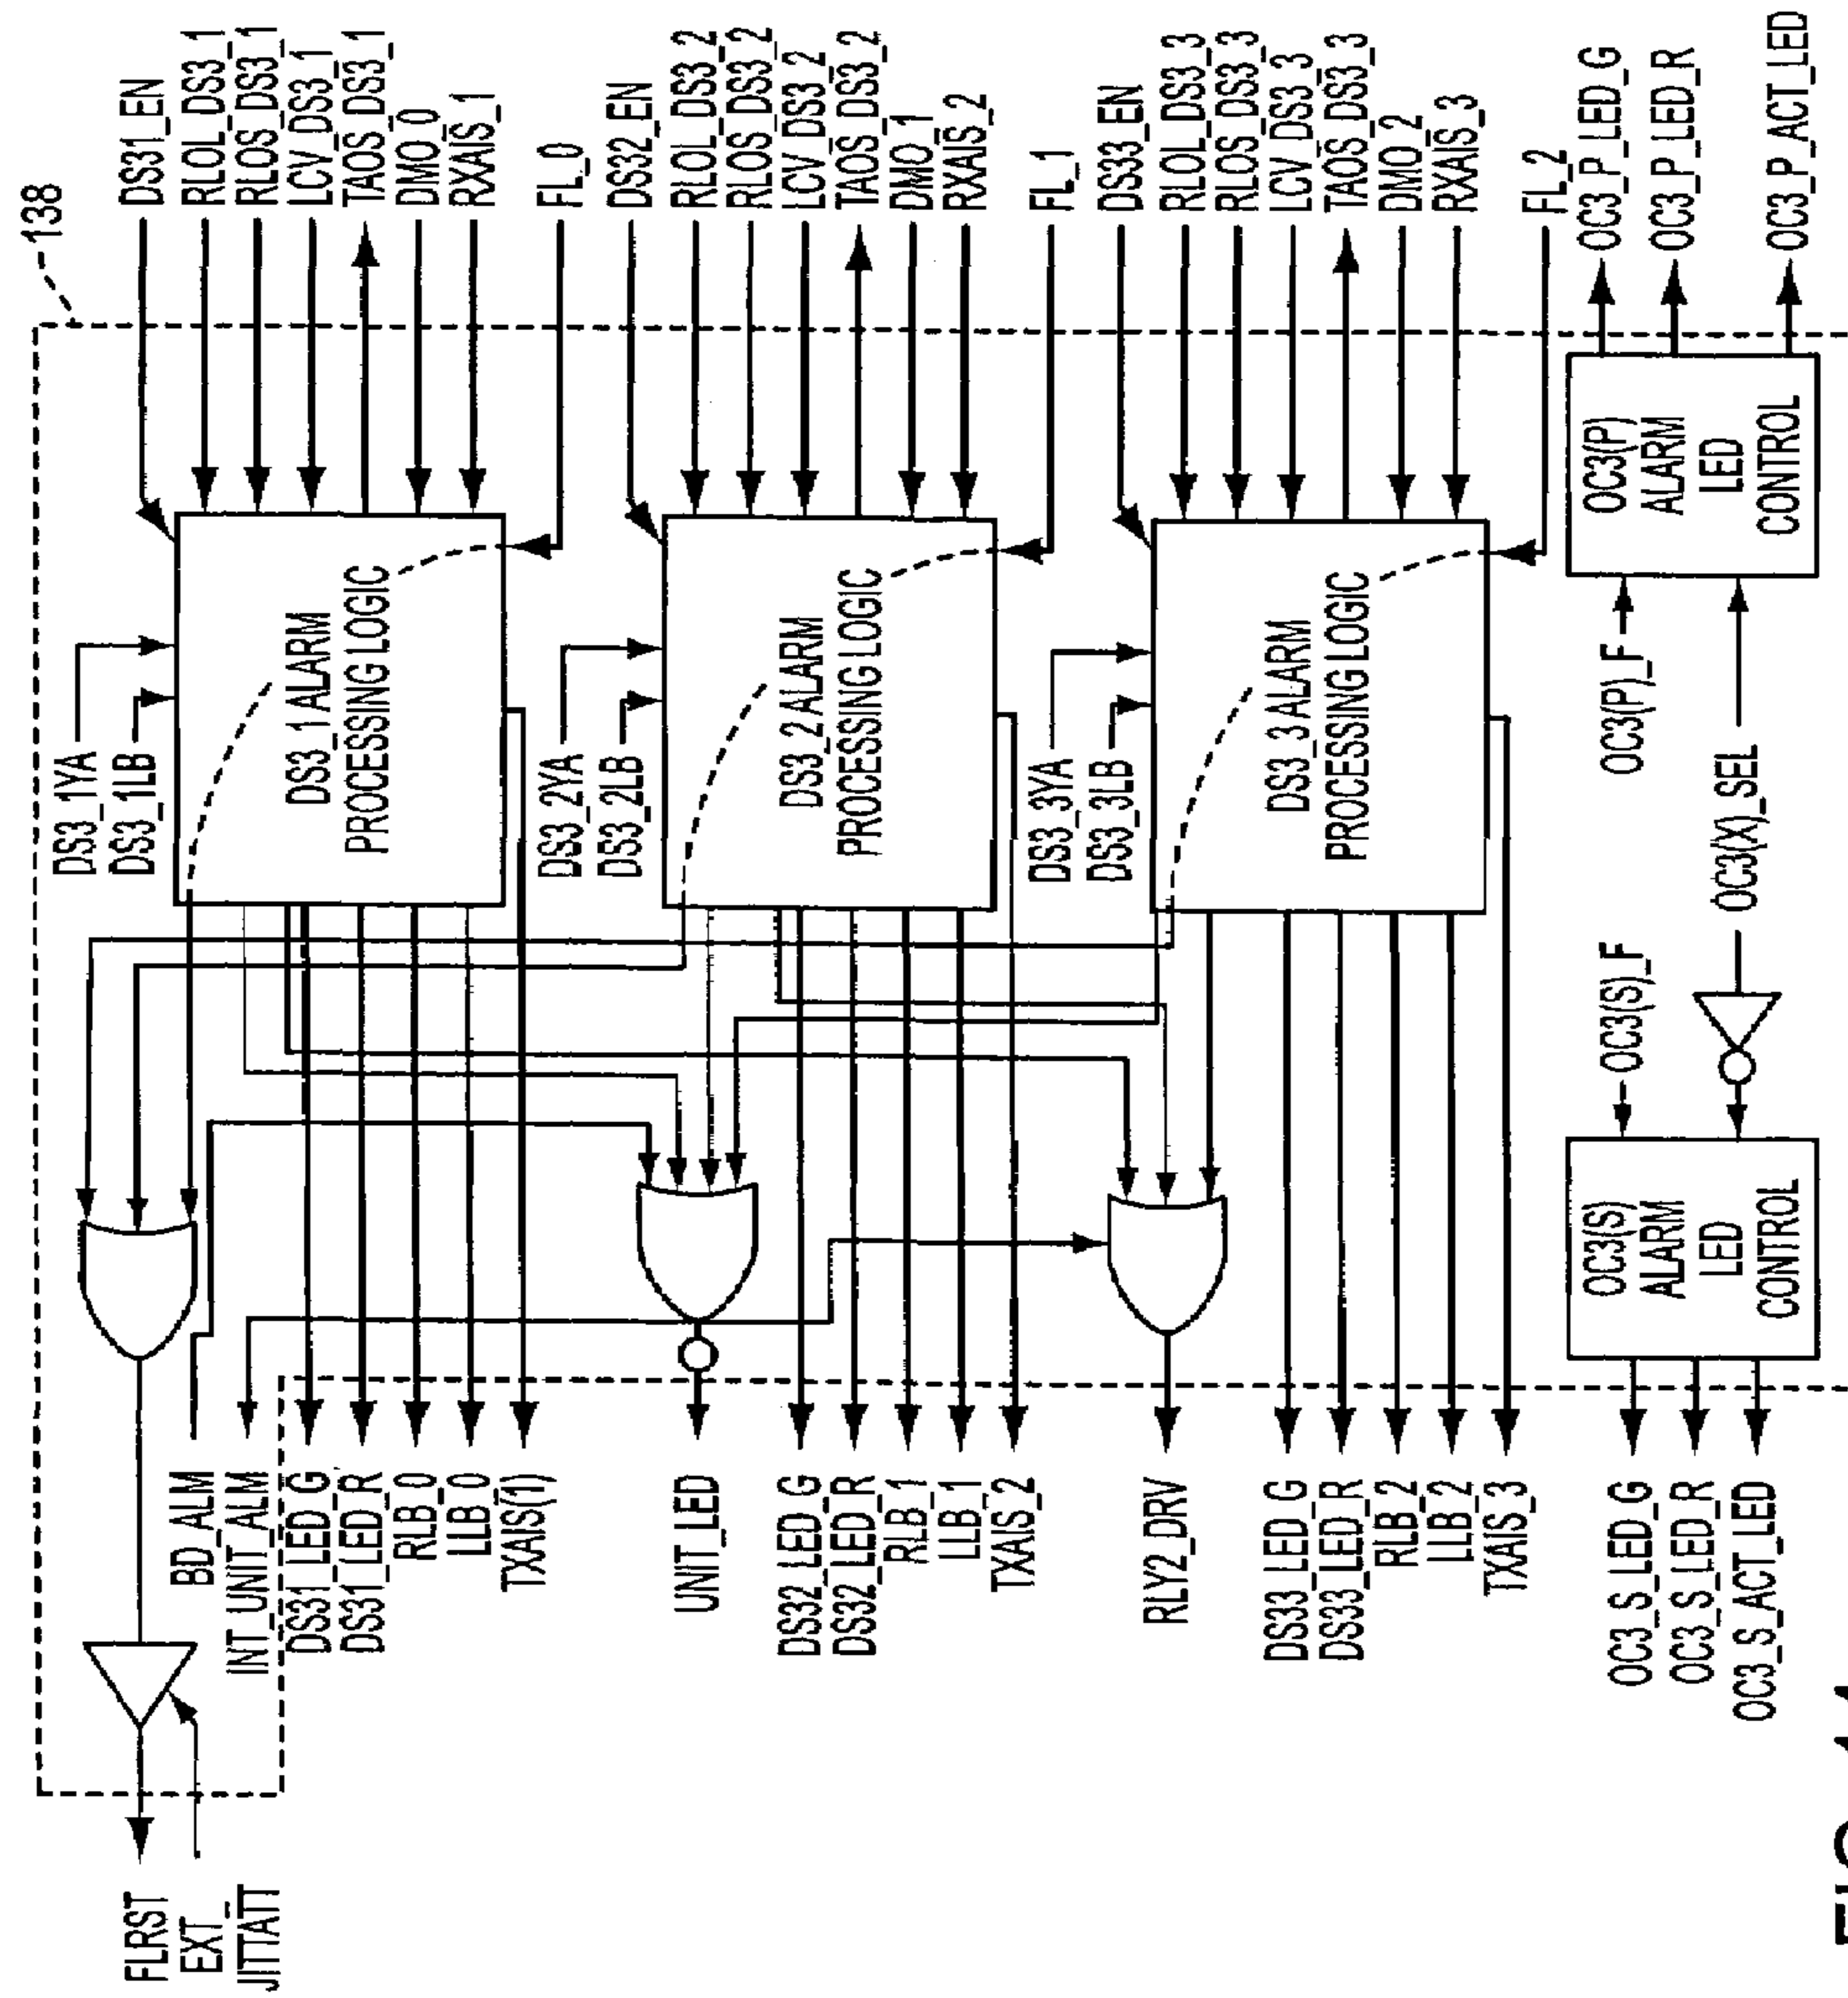 138
DS31_EN
RLOL_DS3_1
RLOS_DS3_1
LCV_DS3_1
TAOS_DS3_1
DMO_0
RXAIS_1
FL_0
DS32_EN
RLOL_DS3_2
RLOS_DS3_2
LCV_DS3_2
TAOS_DS3_2
DMO_1
RXAIS_2
FL_1
DS33_EN
RLOL_DS3_3
RLOS_DS3_3
LCV_DS3_3
TAOS_DS3_3
DMO_2
RXAIS_3
FL_2
OC3_P_LED_G
OC3_P_LED_R
OC3_P_ACT_LED
DS3_1YA
DS3_1LB
DS3_1 ALARM
PROCESSING LOGIC
DS3_2YA
DS3_2LB
DS3_2 ALARM
PROCESSING LOGIC
DS3_3YA
DS3_3LB
DS3_3 ALARM
PROCESSING LOGIC
OC3(P)
ALARM
LED
CONTROL
OC3(P)_F
OC3(X)_SEL
OC3(S)_F
OC3(S)
ALARM
LED
CONTROL
FLRST
EXT_
JITTATT
BD_ALM
INT_UNIT_ALM
DS31_LED_G
DS31_LED_R
RLB_0
LLB_0
TXAIS(1)
UNIT_LED
DS32_LED_G
DS32_LED_R
RLB_1
LLB_1
TXAIS_2
RLY2_DRV
DS33_LED_G
DS33_LED_R
RLB_2
LLB_2
TXAIS_3
OC3_S_LED_G
OC3_S_LED_R
OC3_S_ACT_LED